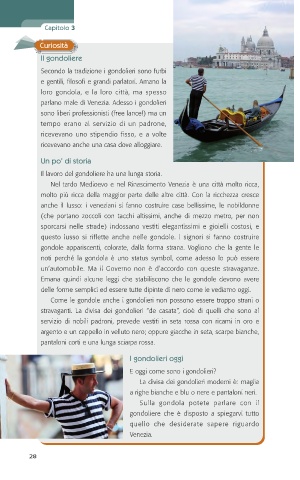 Capitolo 3
Curiosità
Il gondoliere
Secondo la tradizione i gondolieri sono furbi
e gentili, filosofi e grandi parlatori. Amano la
loro gondola, e la loro città, ma spesso
parlano male di Venezia. Adesso i gondolieri
sono liberi professionisti (free lance!) ma un
tempo erano al servizio di un padrone,
ricevevano uno stipendio fisso, e a volte
ricevevano anche una casa dove alloggiare.
Un po' di storia
Il lavoro del gondoliere ha una lunga storia.
Nel tardo Medioevo e nel Rinascimento Venezia è una città molto ricca,
molto più ricca della maggior parte delle altre città. Con la ricchezza cresce
anche il lusso: i veneziani si fanno costruire case bellissime, le nobildonne
(che portano zoccoli con tacchi altissimi, anche di mezzo metro, per non
sporcarsi nelle strade) indossano vestiti elegantissimi e gioielli costosi, e
questo lusso si riflette anche nelle gondole. I signori si fanno costruire
gondole appariscenti, colorate, dalla forma strana. Vogliono che la gente le
noti perché la gondola è uno status symbol, come adesso lo può essere
un'automobile. Ma il Governo non è d'accordo con queste stravaganze.
Emana quindi alcune leggi che stabiliscono che le gondole devono avere
delle forme semplici ed essere tutte dipinte di nero come le vediamo oggi.
Come le gondole anche i gondolieri non possono essere troppo strani o
stravaganti. La divisa dei gondolieri "de casata", cioè di quelli che sono al
servizio di nobili padroni, prevede vestiti in seta rossa con ricami in oro e
argento e un cappello in velluto nero; oppure giacche in seta, scarpe bianche,
pantaloni corti e una lunga sciarpa rossa.
I gondolieri oggi
E oggi come sono i gondolieri?
La divisa dei gondolieri moderni è: maglia
a righe bianche e blu o nere e pantaloni neri.
Sulla gondola potete parlare con il
gondoliere che è disposto a spiegarvi tutto
quello che desiderate sapere riguardo
Venezia.
28